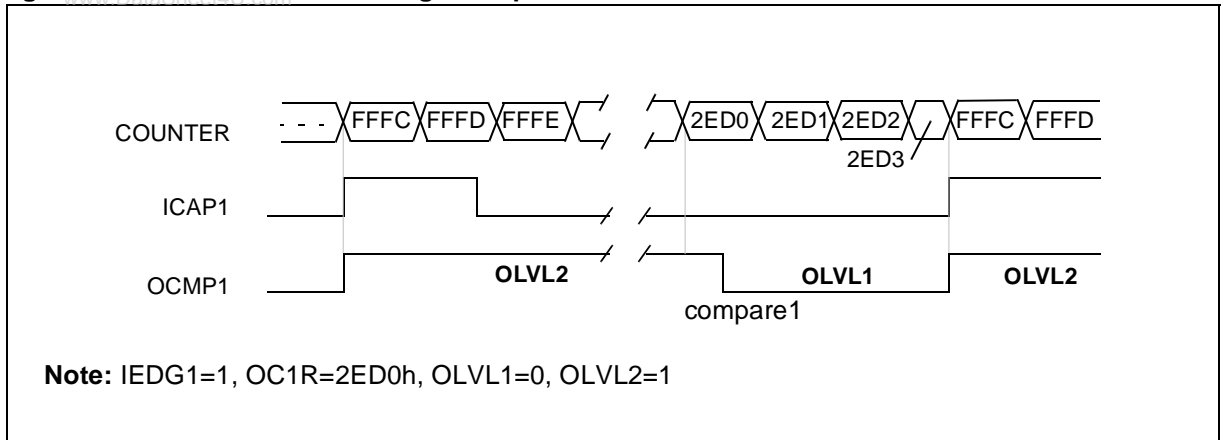 COUNTER
- - - FFFC FFFD FFFE 2ED0 2ED1 2ED2 FFFC FFFD
2ED3
ICAP1
OCMP1 OLVL2 OLVL1 OLVL2
compare1
Note: IEDG1=1, OC1R=2ED0h, OLVL1=0, OLVL2=1